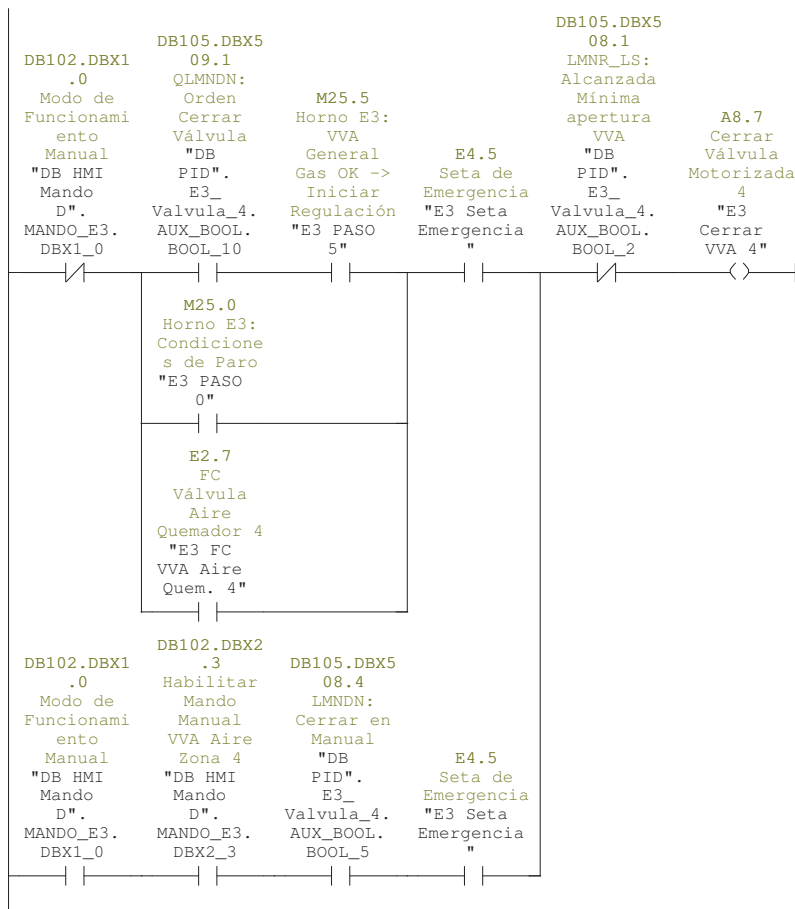 DB102.DBX1
.0
Modo de
Funcionami
ento
Manual
"DB HMI
Mando
D".
MANDO_E3.
DBX1_0
DB105.DBX5
09.1
QLMNDN:
Orden
Cerrar
Válvula
"DB
PID".
E3_
Valvula_4.
AUX_BOOL.
BOOL_10
M25.5
Horno E3:
VVA
General
Gas OK ->
Iniciar
Regulación
"E3 PASO
5"
E4.5
Seta de
Emergencia
"E3 Seta
Emergencia
"
DB105.DBX5
08.1
LMNR_LS:
Alcanzada
Mínima
apertura
VVA
"DB
PID".
E3_
Valvula_4.
AUX_BOOL.
BOOL_2
A8.7
Cerrar
Válvula
Motorizada
4
"E3
Cerrar
VVA 4"
M25.0
Horno E3:
Condicione
s de Paro
"E3 PASO
0"
E2.7
FC
Válvula
Aire
Quemador 4
"E3 FC
VVA Aire
Quem. 4"
DB102.DBX1
.0
Modo de
Funcionami
ento
Manual
"DB HMI
Mando
D".
MANDO_E3.
DBX1_0
DB102.DBX2
.3
Habilitar
Mando
Manual
VVA Aire
Zona 4
"DB HMI
Mando
D".
MANDO_E3.
DBX2_3
DB105.DBX5
08.4
LMNDN:
Cerrar en
Manual
"DB
PID".
E3_
Valvula_4.
AUX_BOOL.
BOOL_5
E4.5
Seta de
Emergencia
"E3 Seta
Emergencia
"